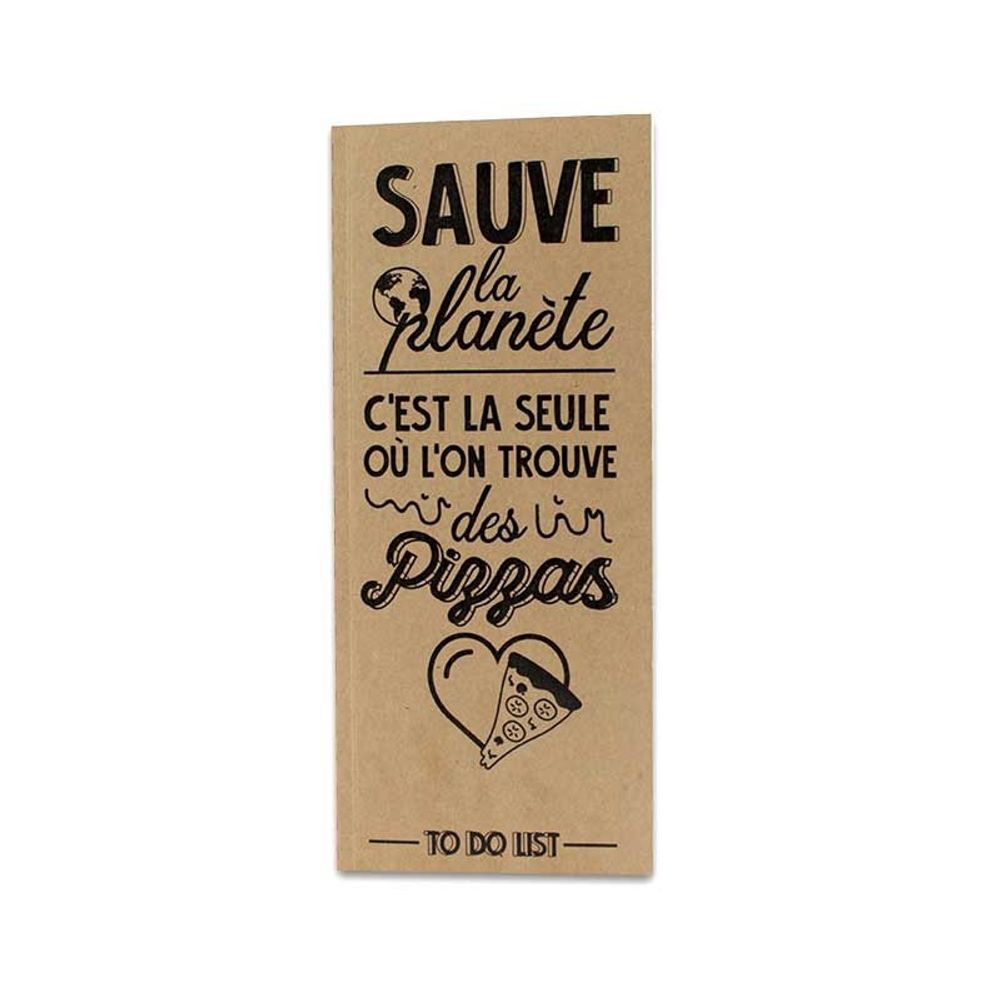 SAUVE
la
planète
C'EST LA SEULE
OÙ L'ON TROUVE
des
Pizzas
TO DO LIST